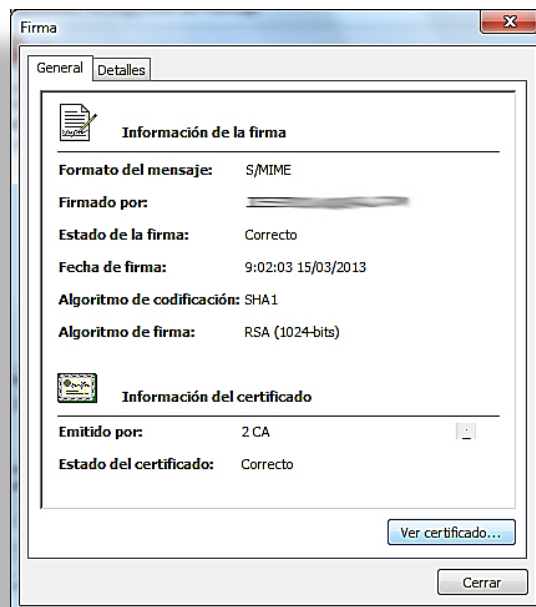 Firma
General Detalles
Información de la firma
Formato del mensaje: S/MIME
Firmado por:
Estado de la firma: Correcto
Fecha de firma: 9:02:03 15/03/2013
Algoritmo de codificación: SHA1
Algoritmo de firma: RSA (1024-bits)
Información del certificado
Emitido por: 2 CA
Estado del certificado: Correcto
Ver certificado...
Cerrar